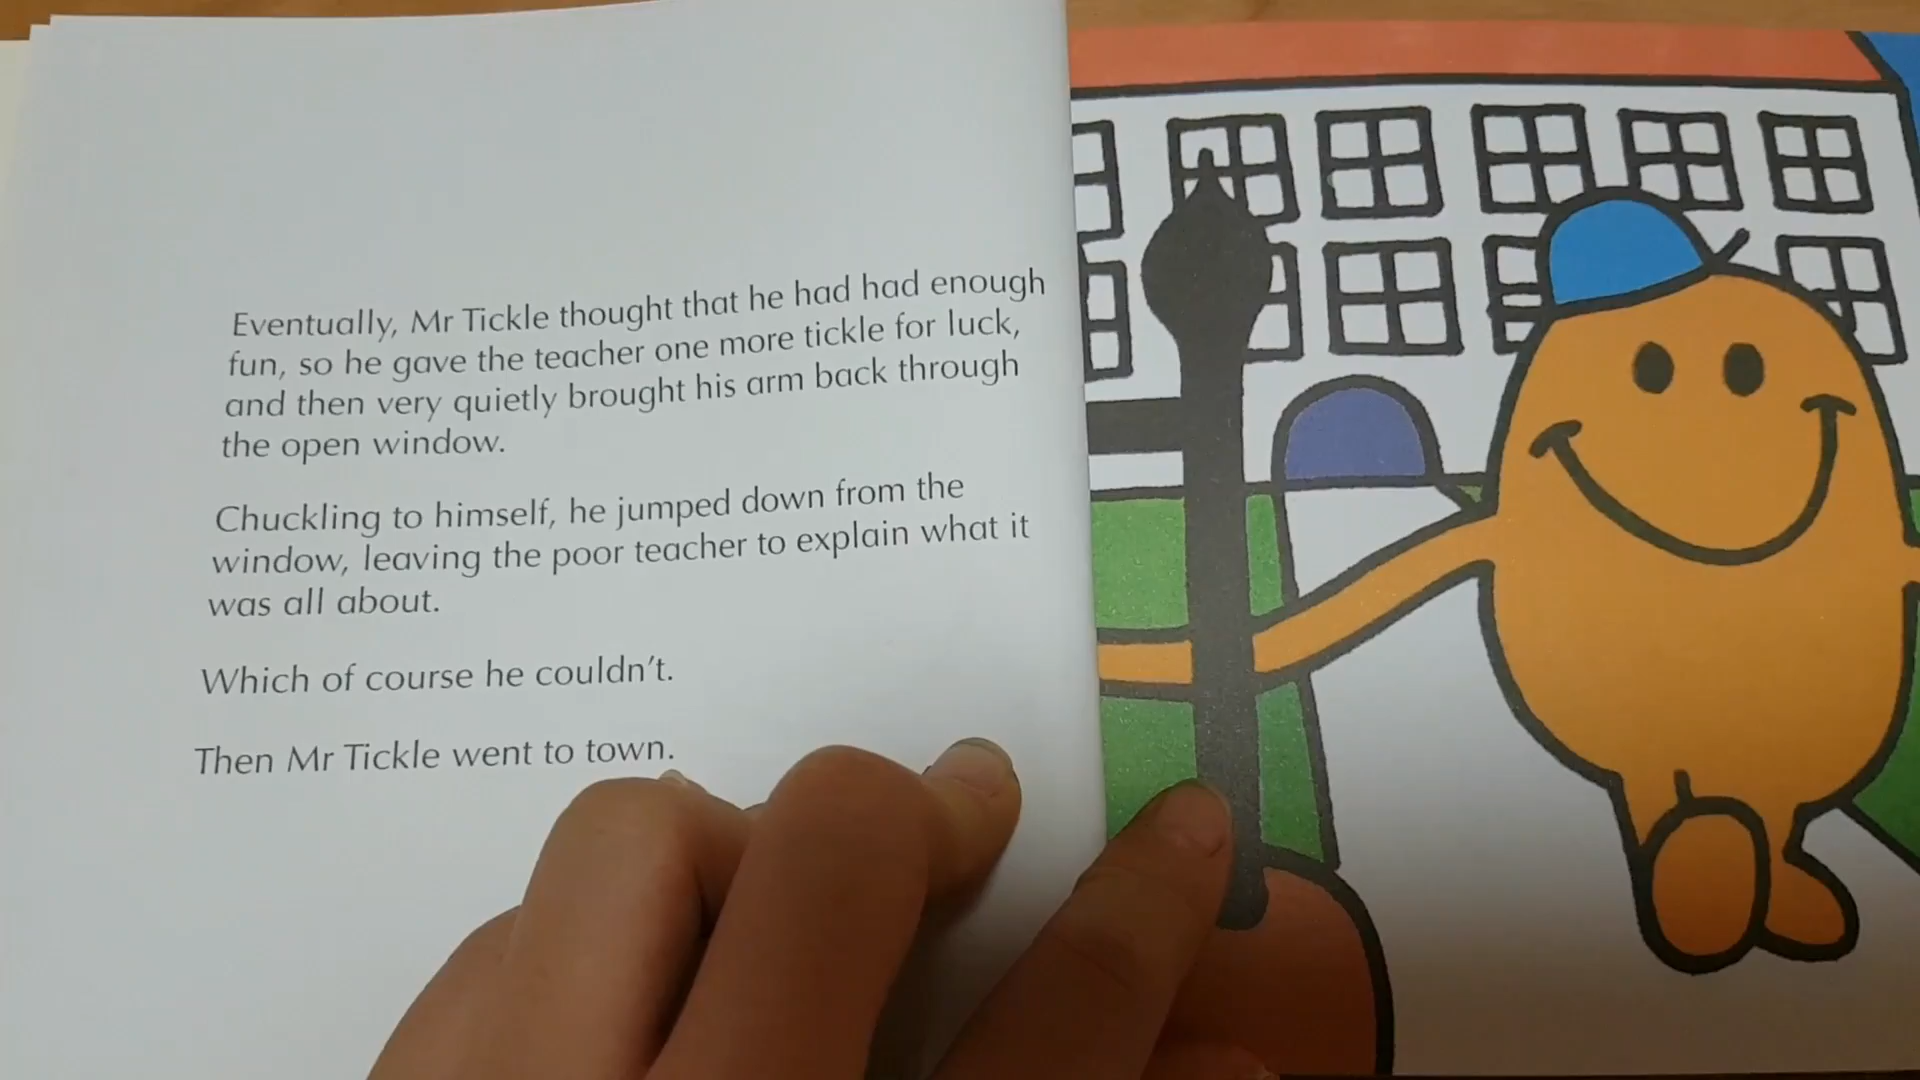 Eventually, Mr Tickle thought that he had had enough
fun, so he gave the teacher one more tickle for luck,
and then very quietly brought his arm back through
the open window.
Chuckling to himself, he jumped down from the
window, leaving the poor teacher to explain what it
was all about.
Which of course he couldn't.
Then Mr Tickle went to town.